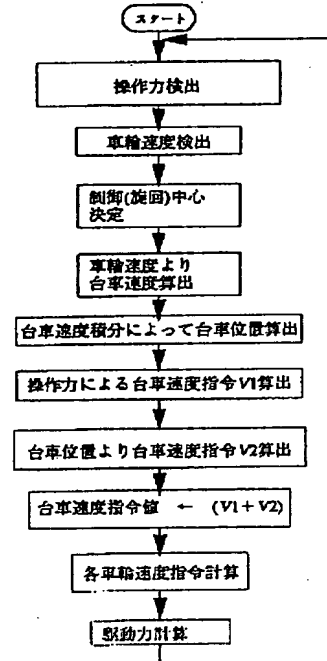 スタート
操作力検出
車輪速度検出
制御(旋回)中心
決定
車輪速度より
台車速度算出
台車速度積分によって台車位置算出
操作力による台車速度指令V1算出
台車位置より台車速度指令V2算出
台車速度指令値 ← (V1+V2)
各車輪速度指令計算
駆動力計算